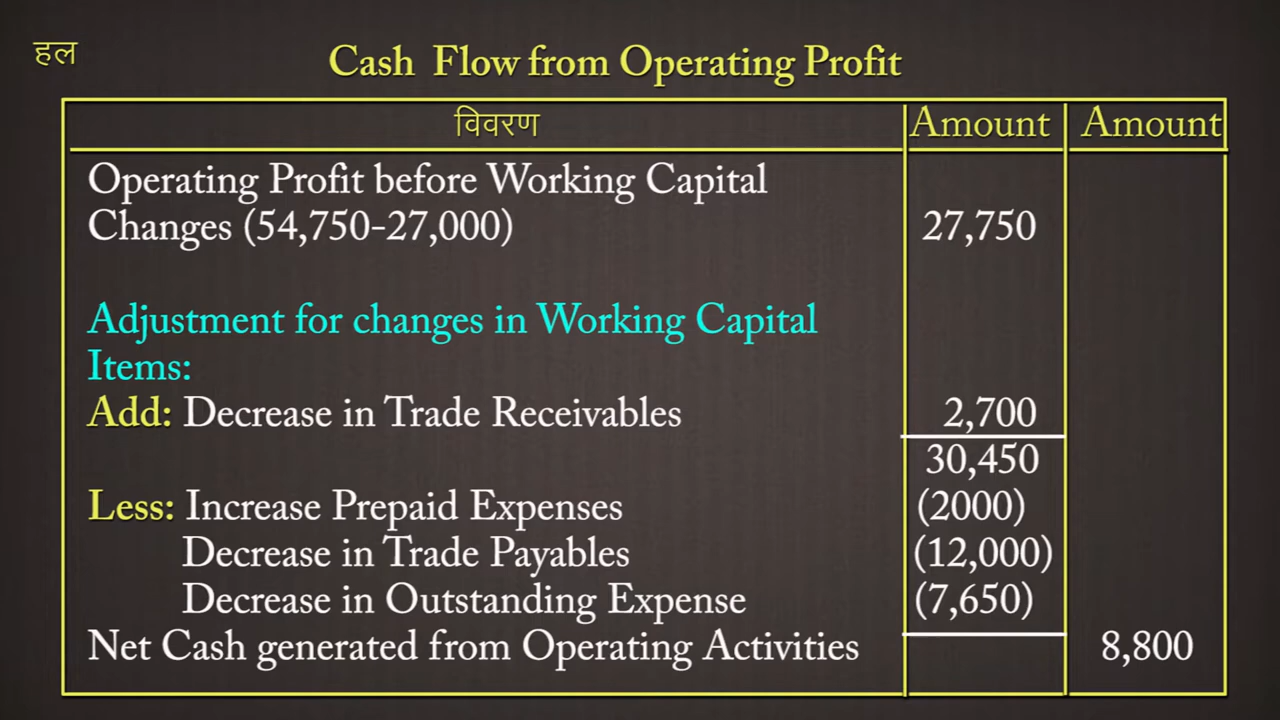 हल
Cash Flow from Operating Profit
विवरण Amount Amount
Operating Profit before Working Capital
Changes (54,750-27,000) 27,750
Adjustment for changes in Working Capital
Items:
Add: Decrease in Trade Receivables 2,700
30,450
Less: Increase Prepaid Expenses (2000)
Decrease in Trade Payables (12,000)
Decrease in Outstanding Expense (7,650)
Net Cash generated from Operating Activities 8,800